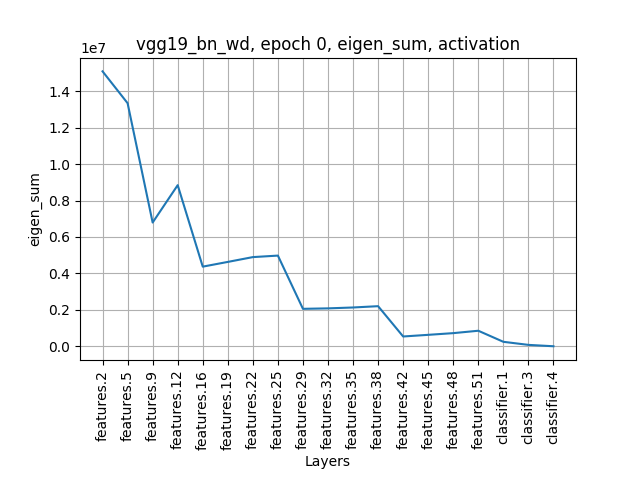 vgg19_bn_wd, epoch 0, eigen_sum, activation
1e7
1.4
1.2
1.0
0.8
0.6
0.4
0.2
0.0
eigen_sum
features.2
features.5
features.9
features.12
features.16
features.19
features.22
features.25
features.29
features.32
features.35
features.38
features.42
features.45
features.48
features.51
classifier.1
classifier.3
classifier.4
Layers